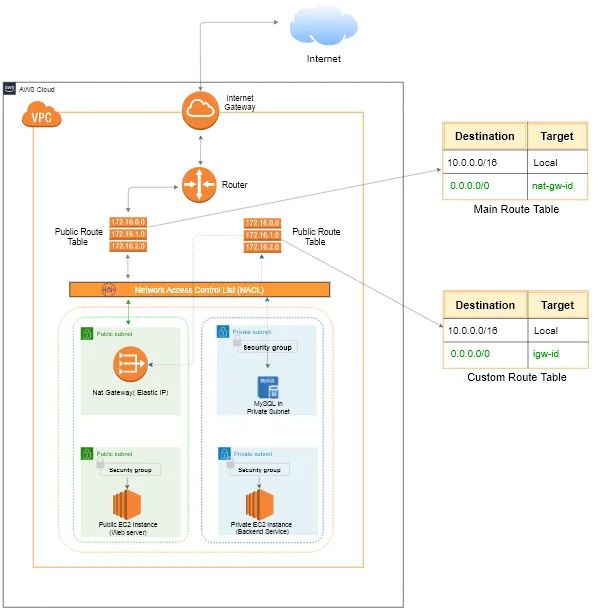 Internet
aws
AWS Cloud
VPC
Internet
Gateway
Router
Public Route
Table
172.16.0.0
172.16.1.0
172.16.2.0
172.16.0.0
172.16.1.0
172.16.2.0
Public Route
Table
Destination Target
10.0.0.0/16 Local
0.0.0.0/0 nat-gw-id
Main Route Table
Network Access Control List (NACL)
Destination Target
10.0.0.0/16 Local
0.0.0.0/0 igw-id
Custom Route Table
Public subnet
Nat Gateway( Elastic IP)
Private subnet
Security group
MySQL
MySQL in
Private Subnet
Public subnet
Security group
Public EC2 Instance
(Web server)
Private subnet
Security group
Private EC2 Instance
(Backend Service)